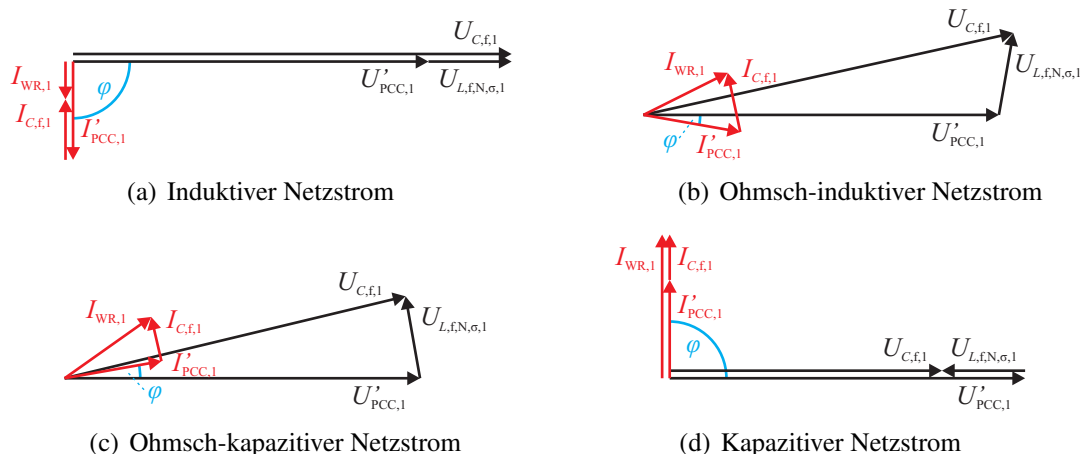 U_C,f,1
I_WR,1
φ
U'_PCC,1
U_L,f,N,σ,1
I_C,f,1
I'_PCC,1
(a) Induktiver Netzstrom
U_C,f,1
I_WR,1
I_C,f,1
U_L,f,N,σ,1
φ
I'_PCC,1
U'_PCC,1
(b) Ohmsch-induktiver Netzstrom
U_C,f,1
I_WR,1
I_C,f,1
U_L,f,N,σ,1
I'_PCC,1
φ
U'_PCC,1
(c) Ohmsch-kapazitiver Netzstrom
I_WR,1
I_C,f,1
I'_PCC,1
φ
U_C,f,1
U_L,f,N,σ,1
U'_PCC,1
(d) Kapazitiver Netzstrom